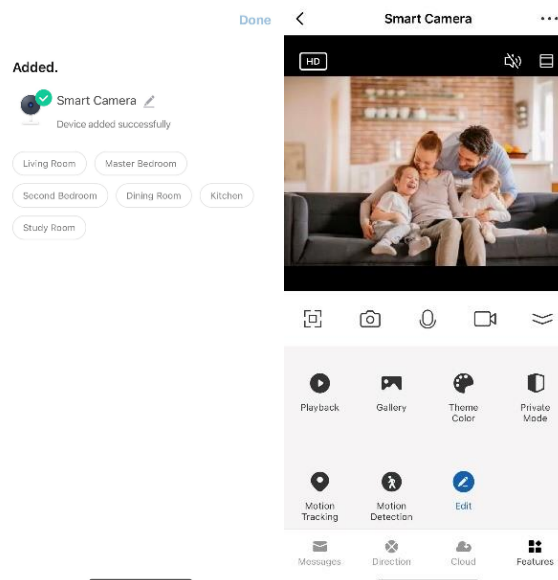 Done
Added.
Smart Camera
Device added successfully
Living Room
Master Bedroom
Second Bedroom
Dining Room
Kitchen
Study Room
Smart Camera
HD
Playback
Gallery
Theme
Color
Private
Mode
Motion
Tracking
Motion
Detection
Edit
Messages
Direction
Cloud
Features